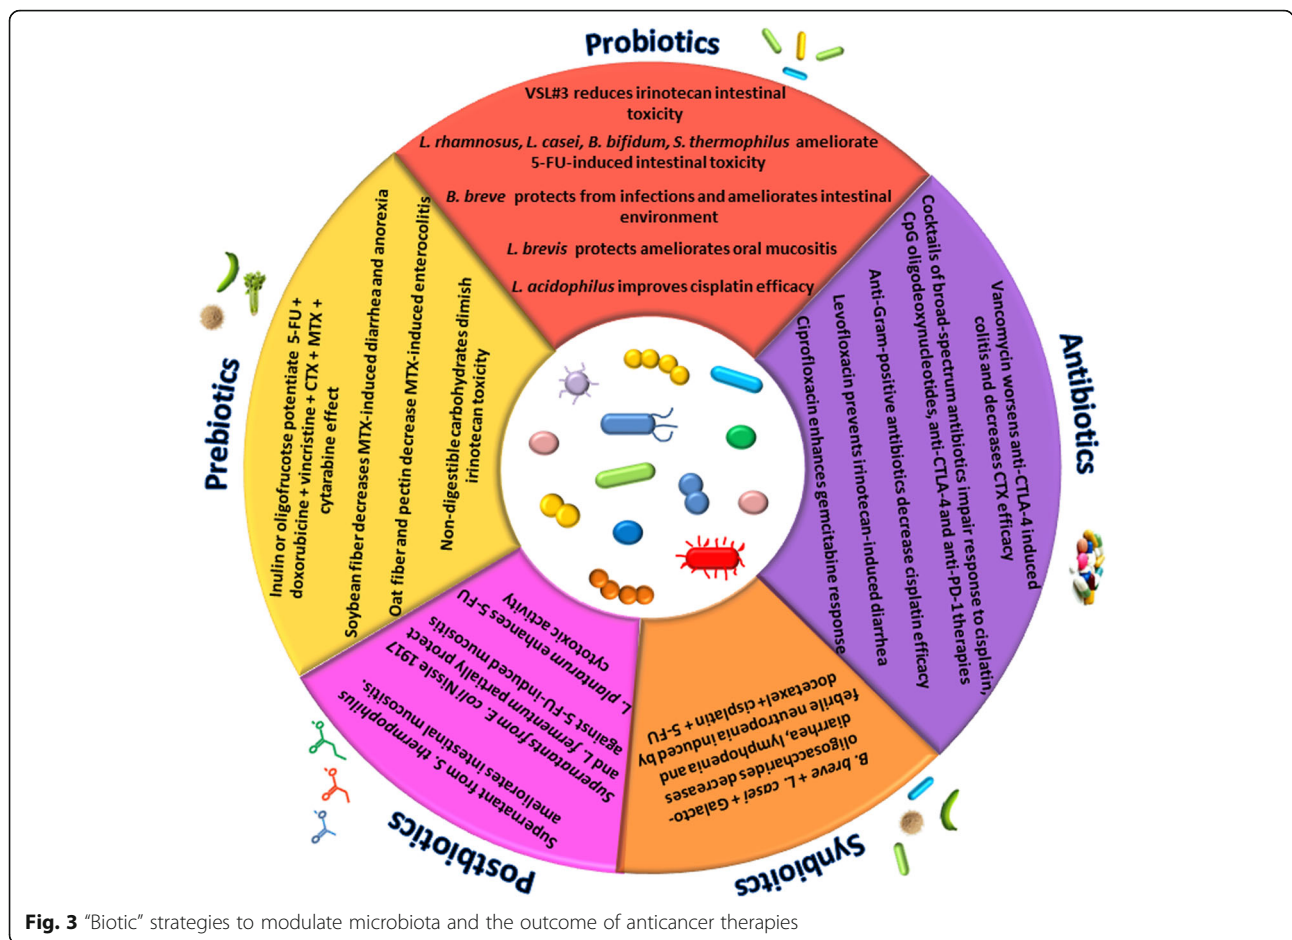 Probiotics
VSL#3 reduces irinotecan intestinal
toxicity
L. rhamnosus, L. casei, B. bifidum, S. thermophilus ameliorate
5-FU-induced intestinal toxicity
B. breve protects from infections and ameliorates intestinal
environment
L. brevis protects ameliorates oral mucositis
L. acidophilus improves cisplatin efficacy
Antibiotics
Vancomycin worsens anti-CTLA-4 induced
colitis and decreases CTX efficacy
Cocktails of broad-spectrum antibiotics impair response to cisplatin,
CpG oligodeoxynucleotides, anti-CTLA-4 and anti-PD-1 therapies
Anti-Gram-positive antibiotics decrease cisplatin efficacy
Levofloxacin prevents irinotecan-induced diarrhea
Ciprofloxacin enhances gemcitabine response
Synbioitcs
B. breve + L. casei + Galacto-
oligosaccharides decreases
diarrhea, lymphopenia and
febrile neutropenia induced by
docetaxel+cisplatin + 5-FU
Postbiotics
Supernatant from S. thermpophilus
ameliorates intestinal mucositis.
Supernatants from E. coli Nissle 1917
and L. fermentum partially protect
against 5-FU-induced mucositis
L. plantarum enhances 5-FU
cytotoxic activity
Prebiotics
Inulin or oligofrucotse potentiate 5-FU +
doxorubicine + vincristine + CTX + MTX +
cytarabine effect
Soybean fiber decreases MTX-induced diarrhea and anorexia
Oat fiber and pectin decrease MTX-induced enterocolitis
Non-digestible carbohydrates dimish
irinotecan toxicity
Fig. 3 "Biotic" strategies to modulate microbiota and the outcome of anticancer therapies